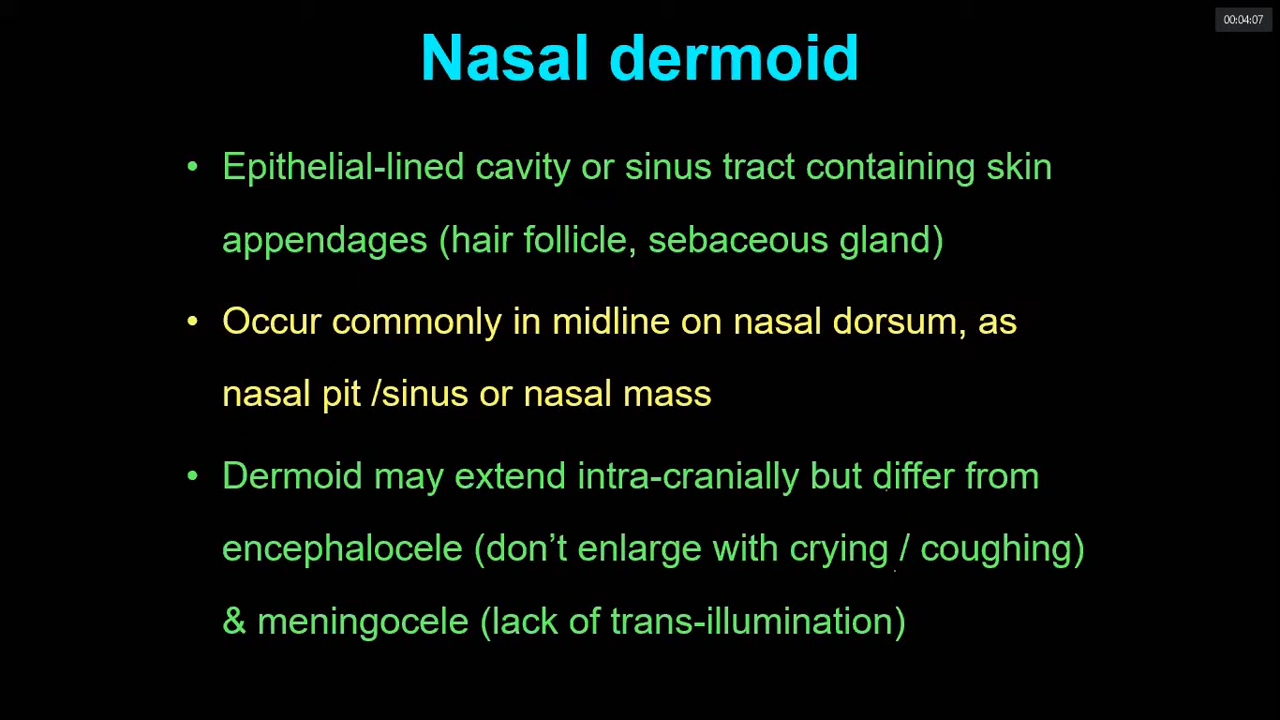 00:04:07
Nasal dermoid
• Epithelial-lined cavity or sinus tract containing skin
appendages (hair follicle, sebaceous gland)
• Occur commonly in midline on nasal dorsum, as
nasal pit /sinus or nasal mass
• Dermoid may extend intra-cranially but differ from
encephalocele (don’t enlarge with crying / coughing)
& meningocele (lack of trans-illumination)